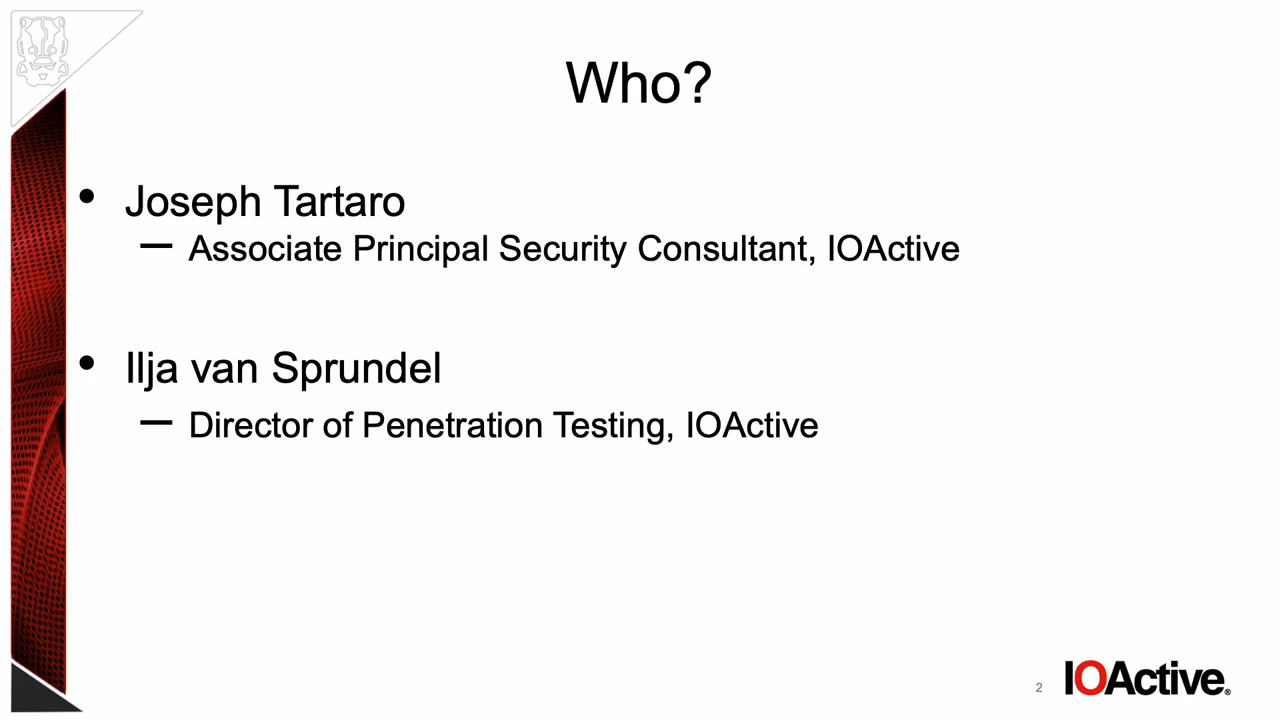 Who?
• Joseph Tartaro
– Associate Principal Security Consultant, IOActive
• Ilja van Sprundel
– Director of Penetration Testing, IOActive
2
IOActive®